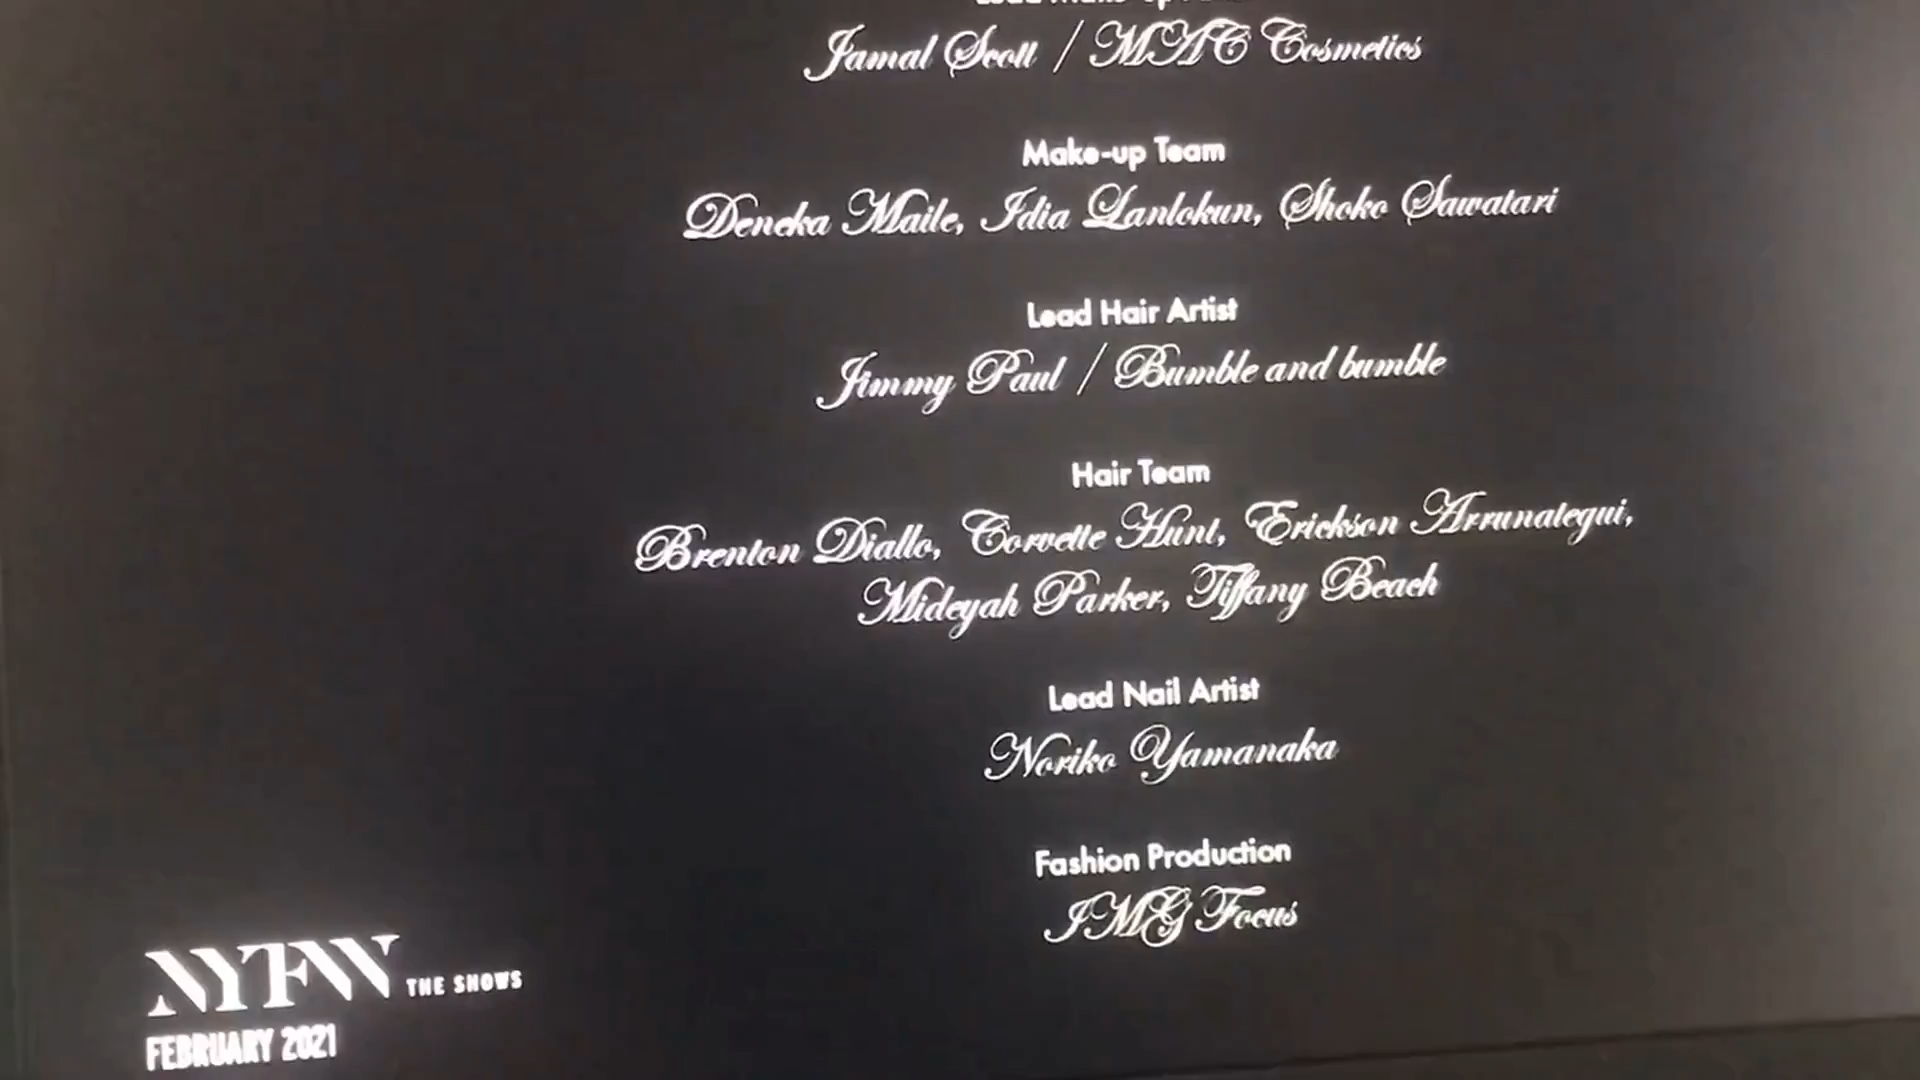 Jamal Scott / MAC Cosmetics
Make-up Team
Deneka Maile, Idia Lanlokun, Shoko Sawatari
Lead Hair Artist
Jimmy Paul / Bumble and bumble
Hair Team
Brenton Diallo, Corvette Hunt, Erickson Arrunategui,
Mideyah Parker, Tiffany Beach
Lead Nail Artist
Noriko Yamanaka
Fashion Production
IMG Focus
NYFW THE SHOWS
FEBRUARY 2021